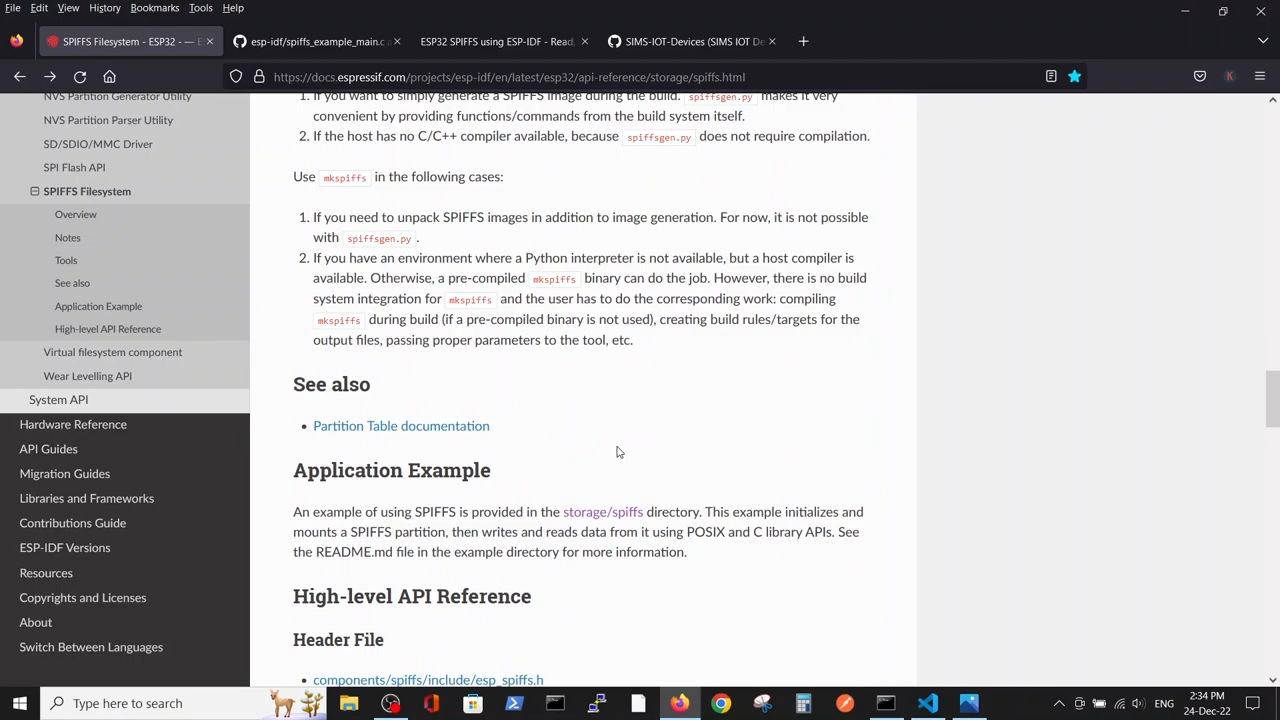 File Edit View History Bookmarks Tools Help
SPIFFS Filesystem - ESP32 - — E
esp-idf/spiffs_example_main.c a
ESP32 SPIFFS using ESP-IDF - Read,
SIMS-IOT-Devices (SIMS IOT De
https://docs.espressif.com/projects/esp-idf/en/latest/esp32/api-reference/storage/spiffs.html
K
NVS Partition Generator Utility
NVS Partition Parser Utility
SD/SDIO/MMC Driver
SPI Flash API
SPIFFS Filesystem
Overview
Notes
Tools
See also
Application Example
High-level API Reference
Virtual filesystem component
Wear Levelling API
System API
Hardware Reference
API Guides
Migration Guides
Libraries and Frameworks
Contributions Guide
ESP-IDF Versions
Resources
Copyrights and Licenses
About
Switch Between Languages
1. If you want to simply generate a SPIFFS image during the build. spiffsgen.py makes it very
convenient by providing functions/commands from the build system itself.
2. If the host has no C/C++ compiler available, because spiffsgen.py does not require compilation.
Use mkspiffs in the following cases:
1. If you need to unpack SPIFFS images in addition to image generation. For now, it is not possible
with spiffsgen.py .
2. If you have an environment where a Python interpreter is not available, but a host compiler is
available. Otherwise, a pre-compiled mkspiffs binary can do the job. However, there is no build
system integration for mkspiffs and the user has to do the corresponding work: compiling
mkspiffs during build (if a pre-compiled binary is not used), creating build rules/targets for the
output files, passing proper parameters to the tool, etc.
See also
• Partition Table documentation
Application Example
An example of using SPIFFS is provided in the storage/spiffs directory. This example initializes and
mounts a SPIFFS partition, then writes and reads data from it using POSIX and C library APIs. See
the README.md file in the example directory for more information.
High-level API Reference
Header File
• components/spiffs/include/esp_spiffs.h
Type here to search
ENG
2:34 PM
24-Dec-22